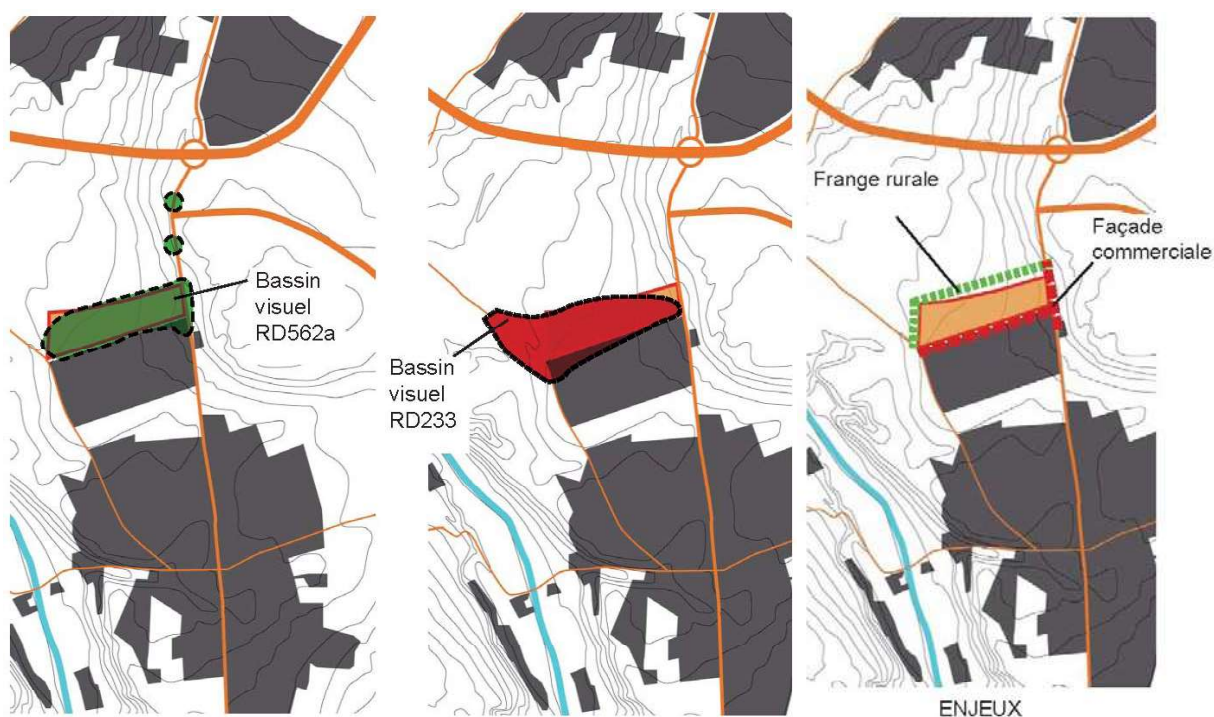 Bassin
visuel
RD562a
Bassin
visuel
RD233
Frange rurale
Façade
commerciale
ENJEUX